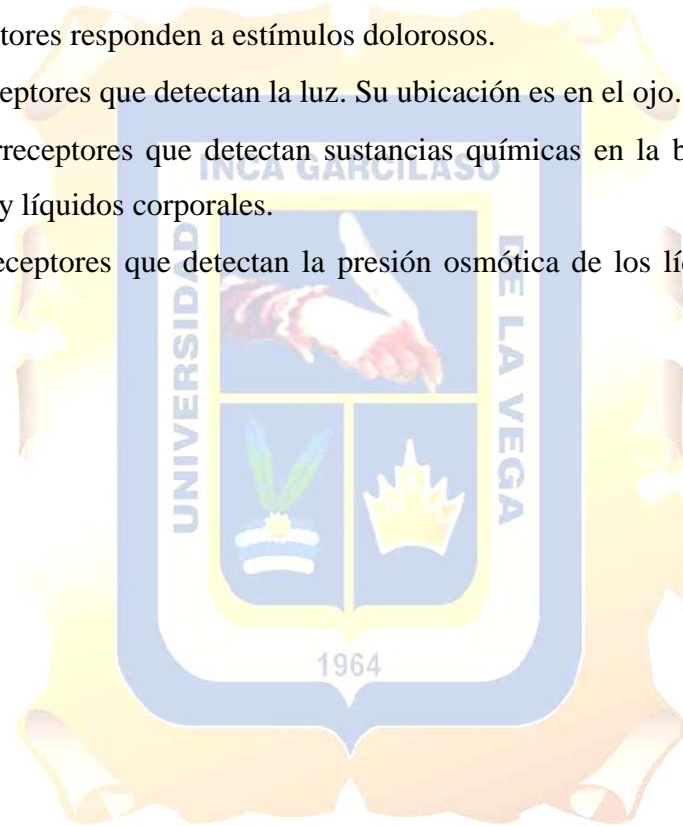 tores responden a estímulos dolorosos.
eptores que detectan la luz. Su ubicación es en el ojo.
rreceptores que detectan sustancias químicas en la b
y líquidos corporales.
eceptores que detectan la presión osmótica de los lí
INCA GARCILASO
UNIVERSIDAD
DE LA VEGA
1964